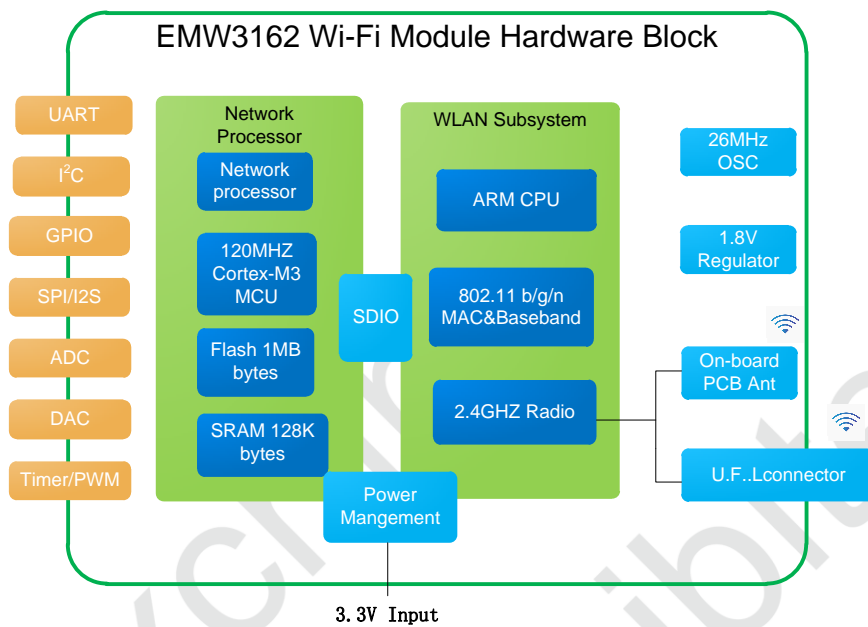 EMW3162 Wi-Fi Module Hardware Block
UART
I²C
GPIO
SPI/I2S
ADC
DAC
Timer/PWM
Network
Processor
Network
processor
120MHZ
Cortex-M3
MCU
Flash 1MB
bytes
SRAM 128K
bytes
SDIO
WLAN Subsystem
ARM CPU
802.11 b/g/n
MAC&Baseband
2.4GHZ Radio
Power
Mangement
26MHz
OSC
1.8V
Regulator
On-board
PCB Ant
U.F..Lconnector
3.3V Input